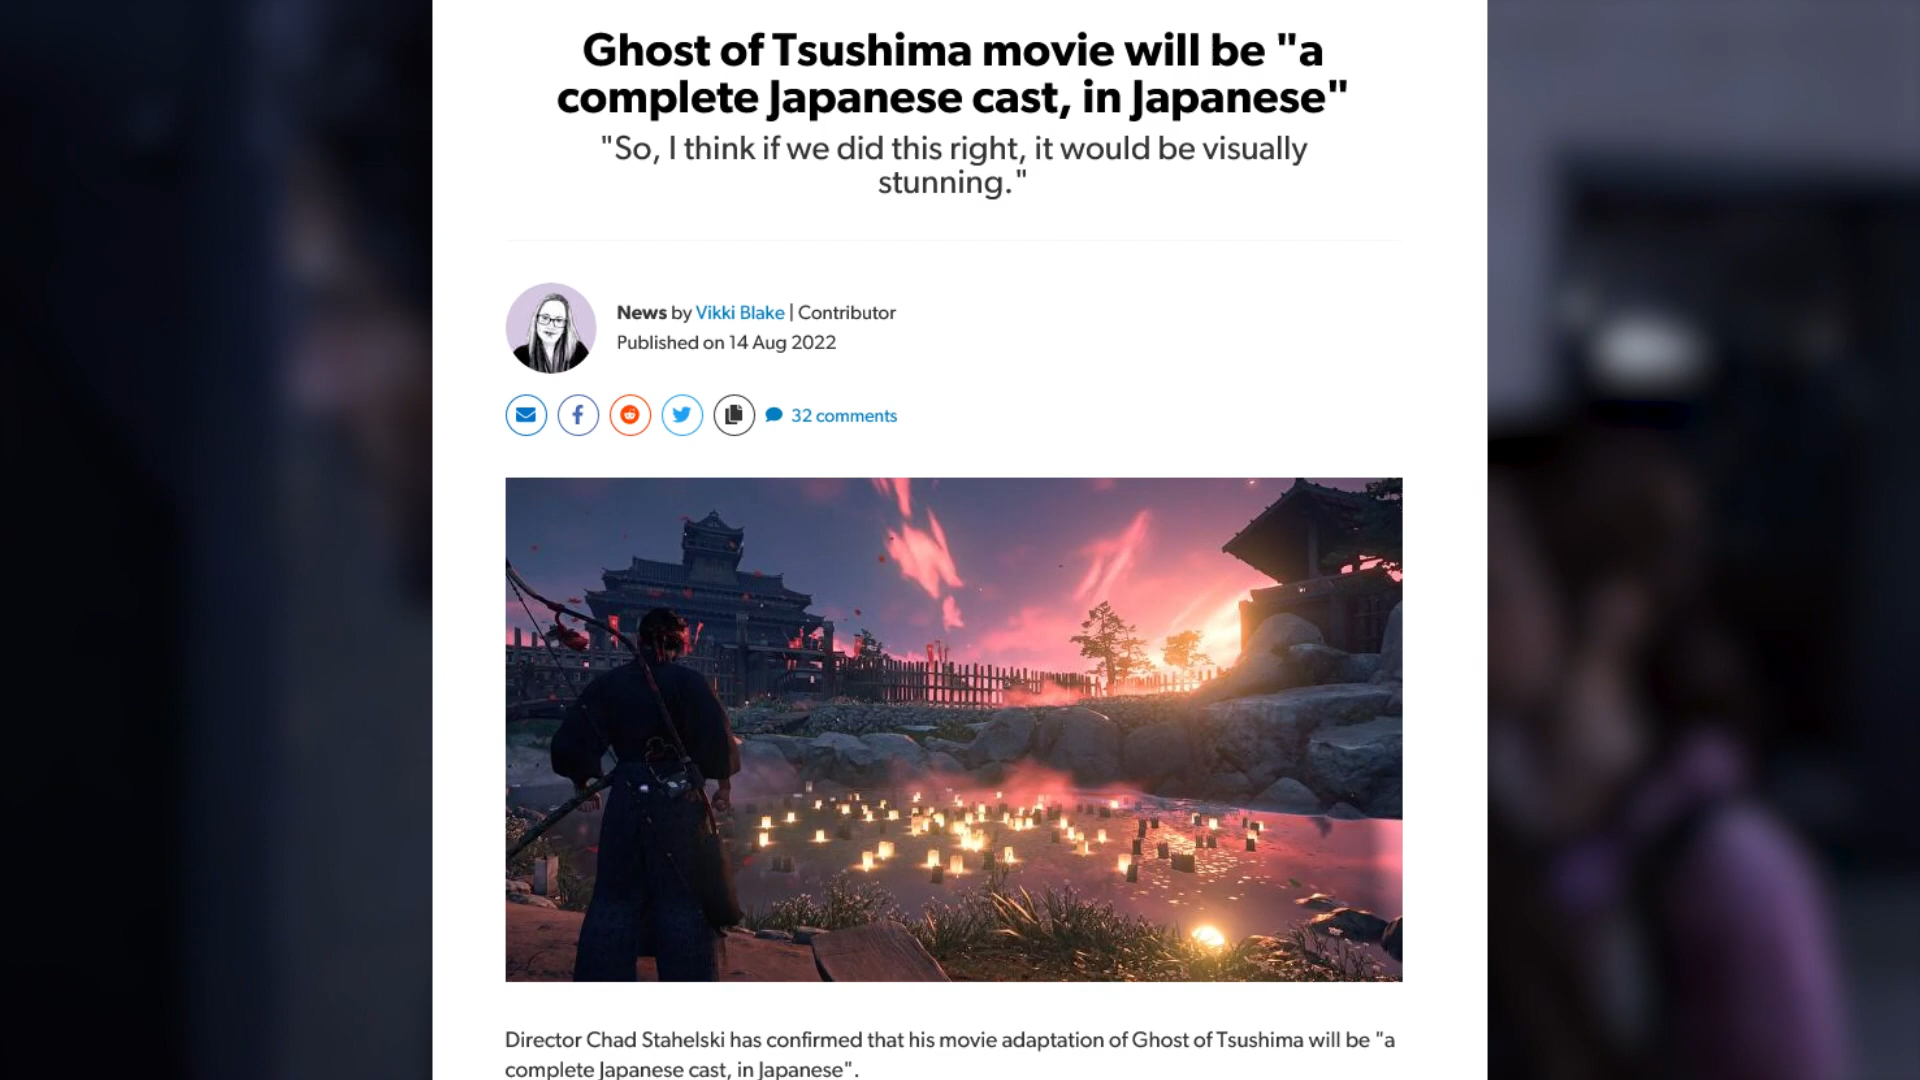 Ghost of Tsushima movie will be "a
complete Japanese cast, in Japanese"
"So, I think if we did this right, it would be visually
stunning."
News by Vikki Blake | Contributor
Published on 14 Aug 2022
32 comments
Director Chad Stahelski has confirmed that his movie adaptation of Ghost of Tsushima will be "a
complete Japanese cast, in Japanese".